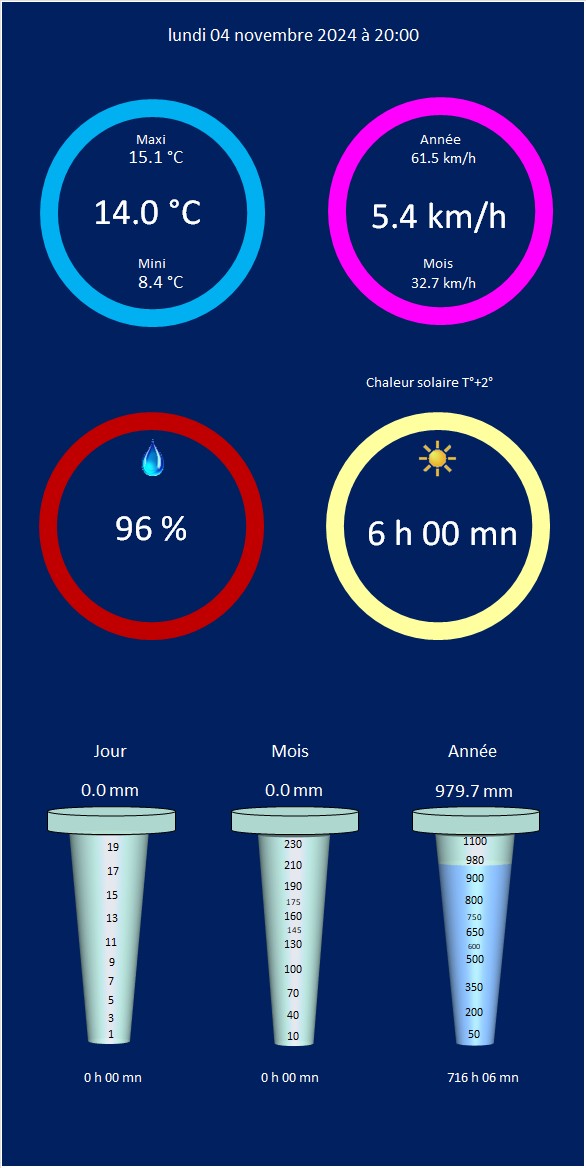 lundi 04 novembre 2024 à 20:00
Maxi
15.1 °C
14.0 °C
Mini
8.4 °C
Année
61.5 km/h
5.4 km/h
Mois
32.7 km/h
96 %
Chaleur solaire T°+2°
6 h 00 mn
Jour
0.0 mm
19
17
15
13
11
9
7
5
3
1
0 h 00 mn
Mois
0.0 mm
230
210
190
175
160
145
130
100
70
40
10
0 h 00 mn
Année
979.7 mm
1100
980
900
800
750
650
600
500
350
200
50
716 h 06 mn